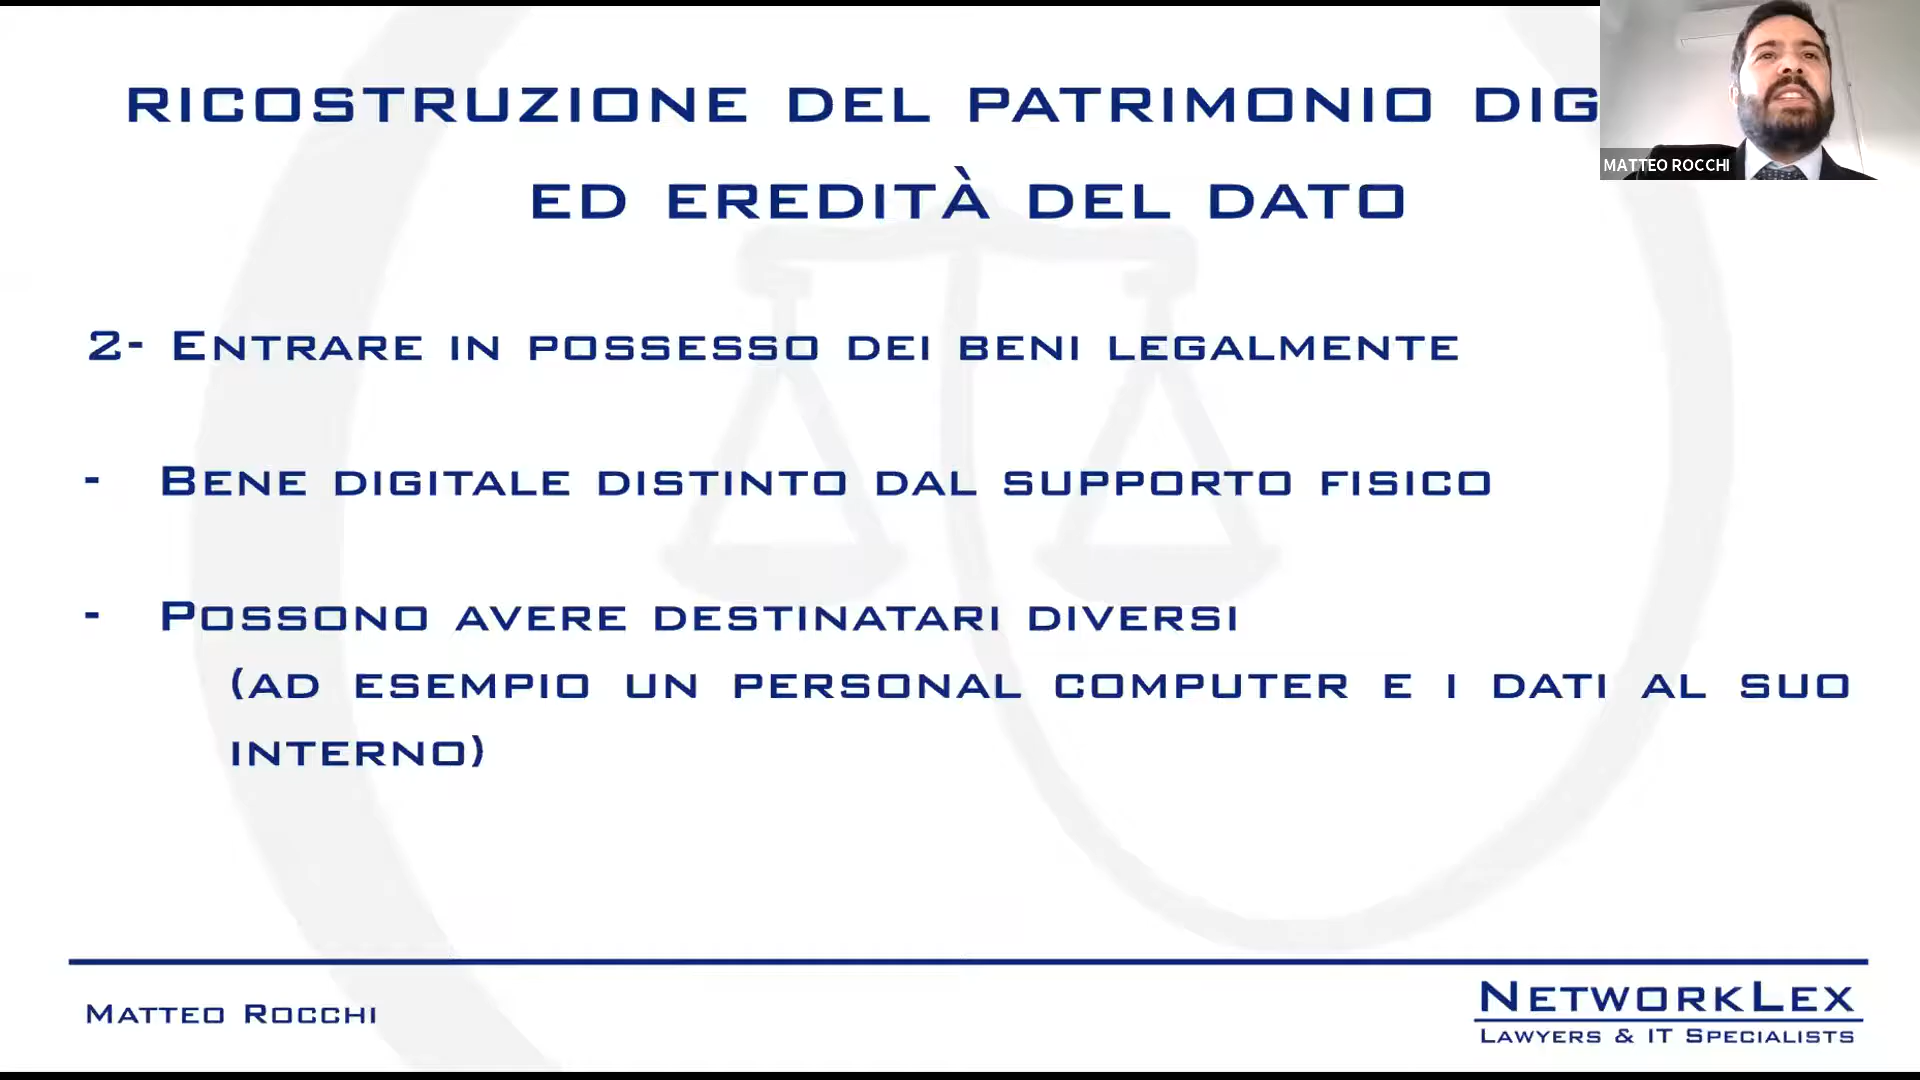 RICOSTRUZIONE DEL PATRIMONIO DIG
ED EREDITÀ DEL DATO
MATTEO ROCCHI
2- ENTRARE IN POSSESSO DEI BENI LEGALMENTE
- BENE DIGITALE DISTINTO DAL SUPPORTO FISICO
- POSSONO AVERE DESTINATARI DIVERSI
(AD ESEMPIO UN PERSONAL COMPUTER E I DATI AL SUO
INTERNO)
MATTEO ROCCHI
NETWORKLEX
LAWYERS & IT SPECIALISTS